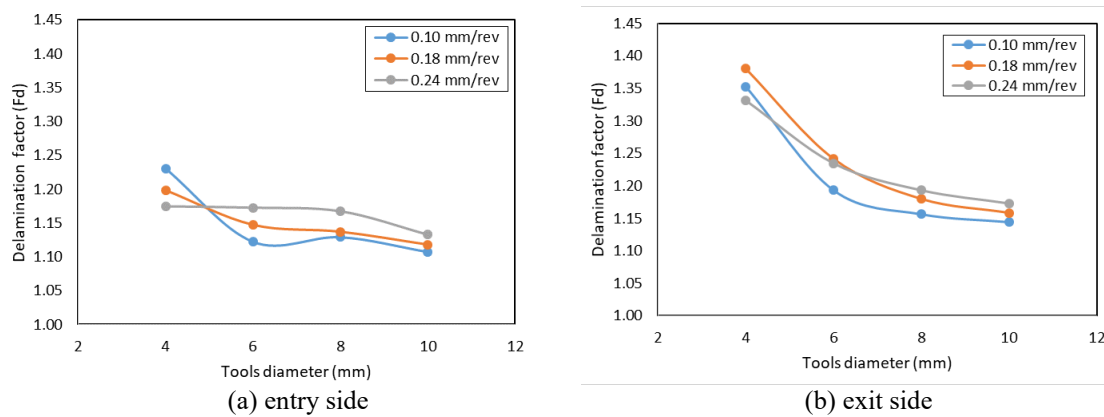 1.45
1.40
1.35
1.30
1.25
1.20
1.15
1.10
1.05
1.00
Delamination factor (Fd)
0.10 mm/rev
0.18 mm/rev
0.24 mm/rev
2 4 6 8 10 12
Tools diameter (mm)
(a) entry side
1.45
1.40
1.35
1.30
1.25
1.20
1.15
1.10
1.05
1.00
Delamination factor (Fd)
0.10 mm/rev
0.18 mm/rev
0.24 mm/rev
2 4 6 8 10 12
Tools diameter (mm)
(b) exit side